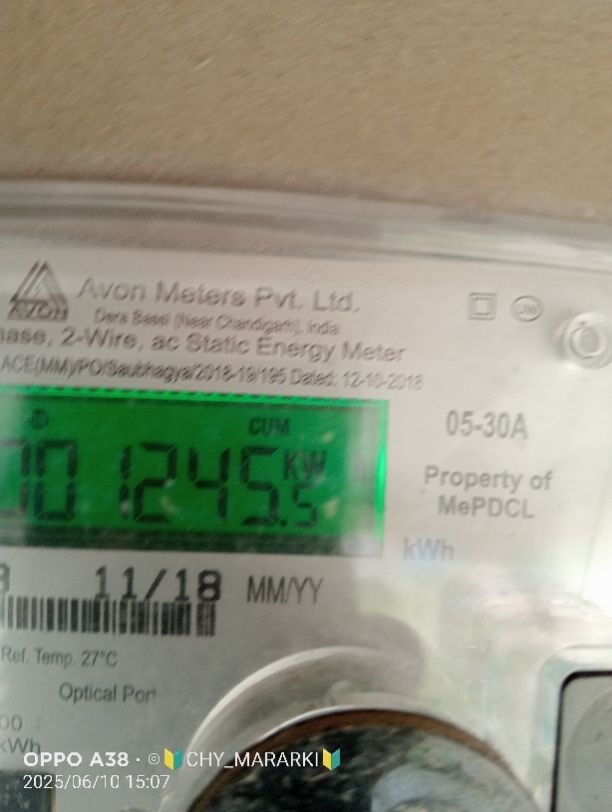 Avon Meters Pvt. Ltd.
AVON
Dera Bassi (Near Chandigarh), India
hase, 2-Wire, ac Static Energy Meter
ACE(MM)/PO/Saubhagya/2018-19/195 Dated: 12-10-2018
CUM
001245.5 KW
05-30A
Property of
MePDCL
kWh
3 11/18 MM/YY
Ref. Temp. 27°C
Optical Port
00
kWh
OPPO A38 · © 🔰CHY_MARARKI🔰
2025/06/10 15:07